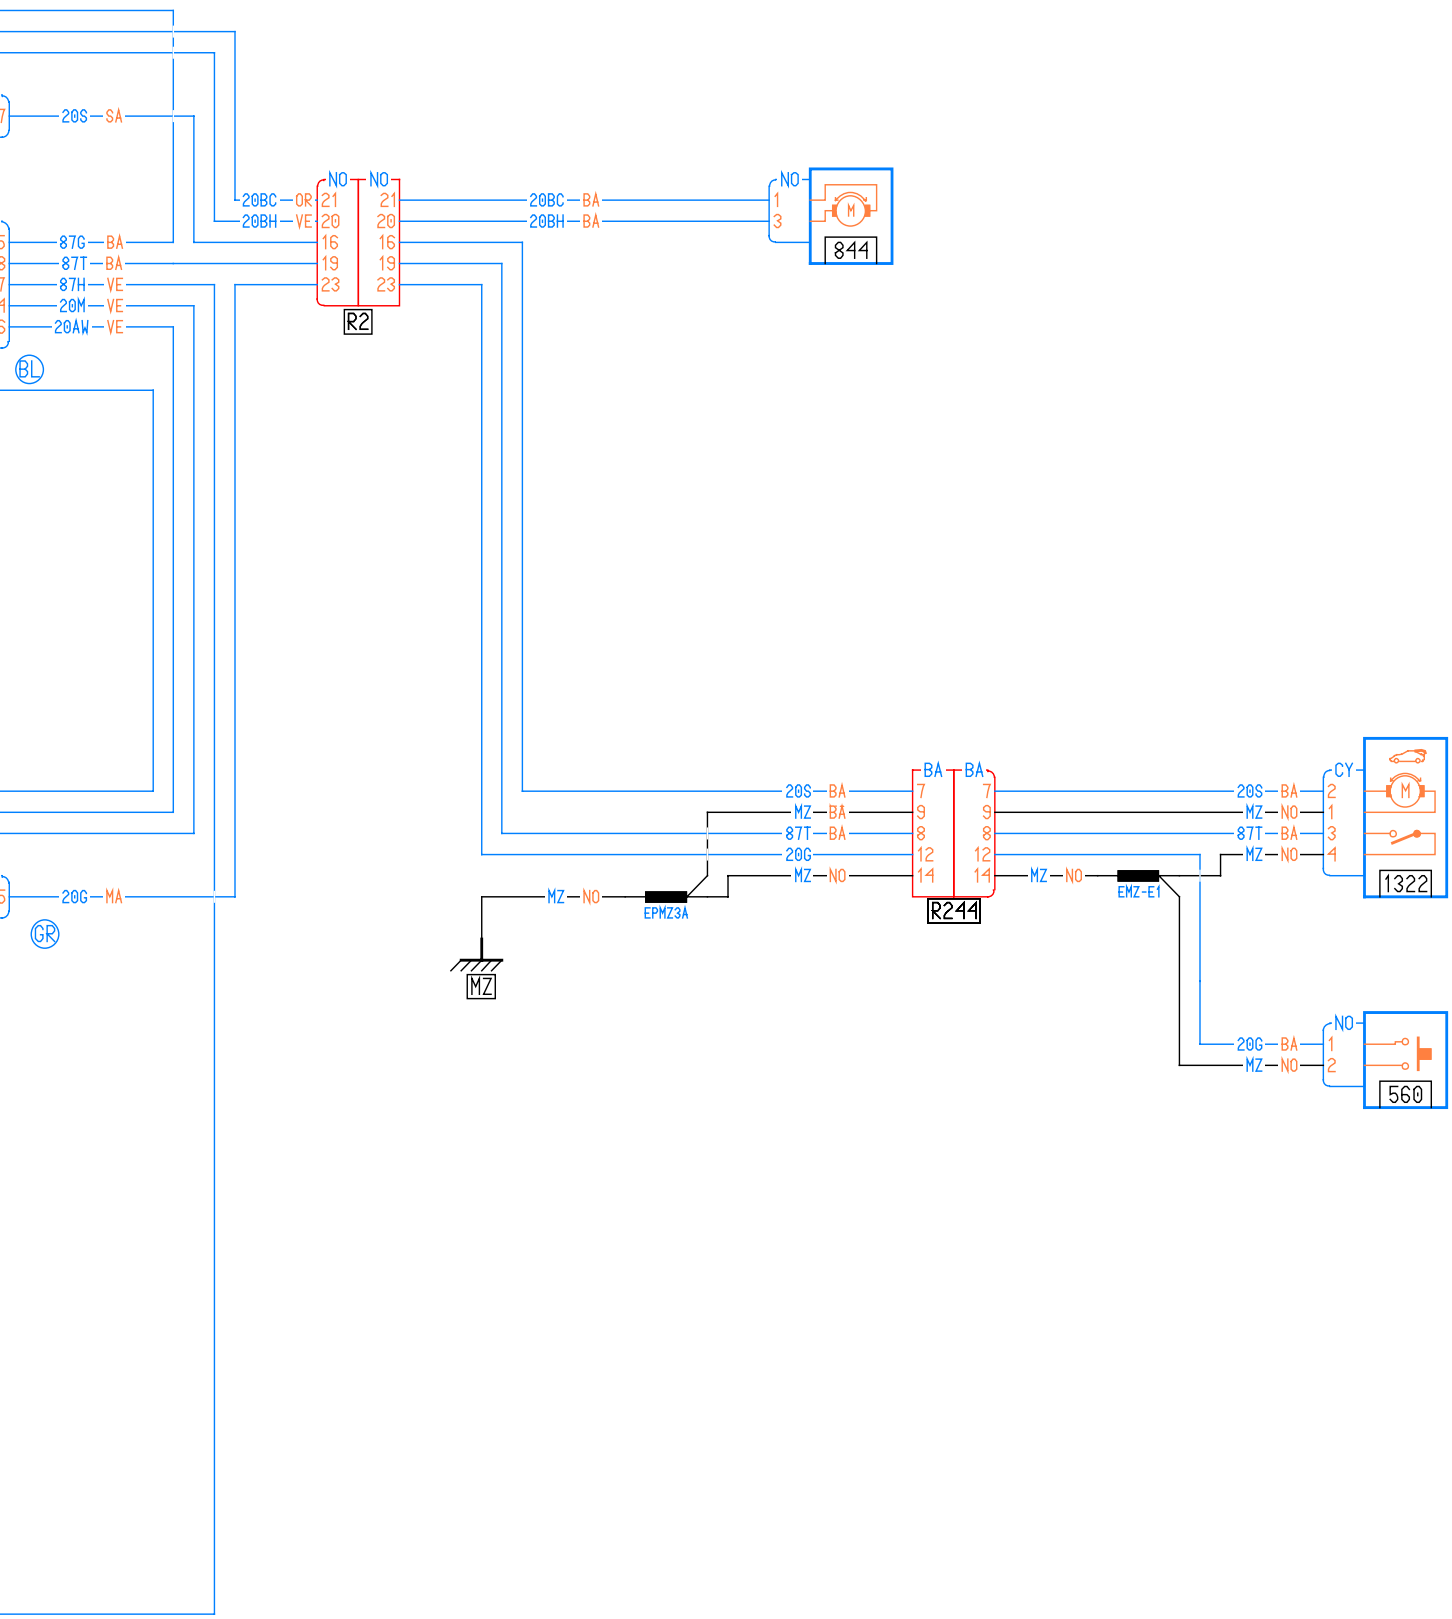 20S SA
NO NO NO
20BC OR 21 21 20BC BA 1
20BH VE 20 20 20BH BA 3
M
87G BA 16 16
844
87T BA 19 19
87H VE 23 23
20M VE
20AW VE
R2
BL
BA BA CY
20S BA 7 7 20S BA 2
M
MZ BA 9 9 MZ NO 1
87T BA 8 8 87T BA 3
20G 12 12 MZ NO 4
MZ NO 14 14 MZ NO
1322
EMZ-E1
20G MA MZ NO
EPMZ3A
R244
GR
MZ
NO
20G BA 1
MZ NO 2
560